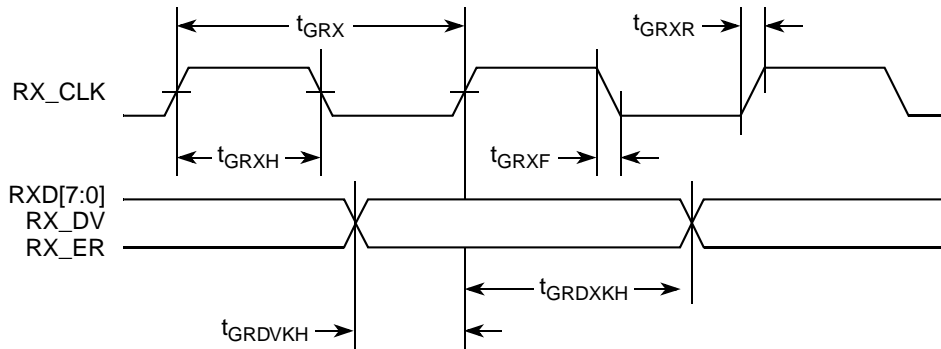 tGRX
tGRXR
RX_CLK
tGRXH
tGRXF
RXD[7:0]
RX_DV
RX_ER
tGRDXKH
tGRDVKH